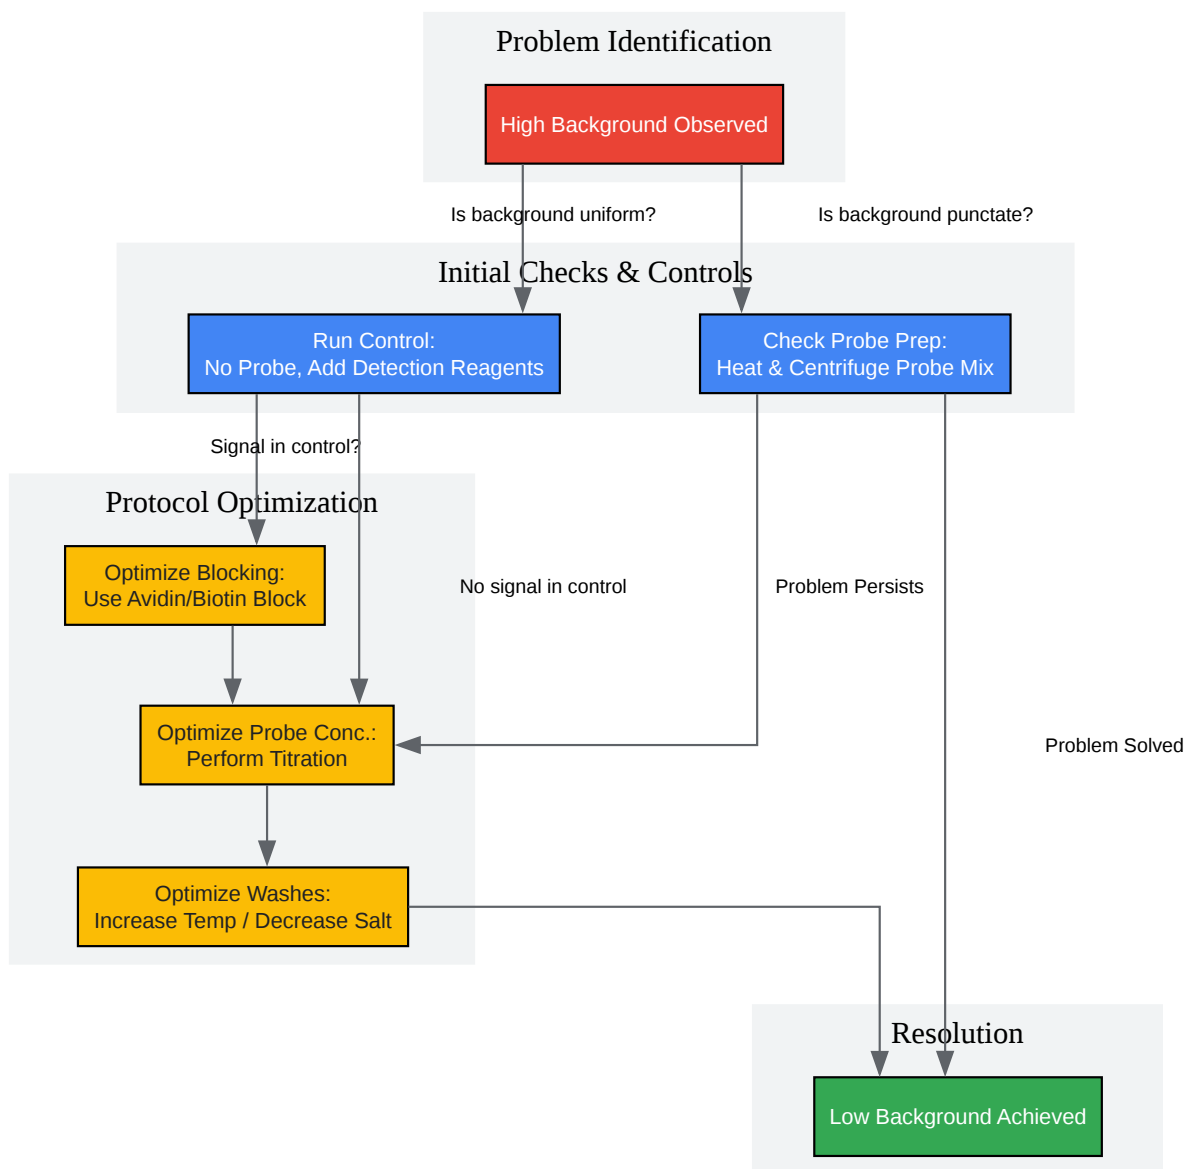 Problem Identification
High Background Observed
Is background uniform?
Is background punctate?
Initial Checks & Controls
Run Control:
No Probe, Add Detection Reagents
Check Probe Prep:
Heat & Centrifuge Probe Mix
Signal in control?
Protocol Optimization
Optimize Blocking:
Use Avidin/Biotin Block
No signal in control
Problem Persists
Optimize Probe Conc.:
Perform Titration
Problem Solved
Optimize Washes:
Increase Temp / Decrease Salt
Resolution
Low Background Achieved